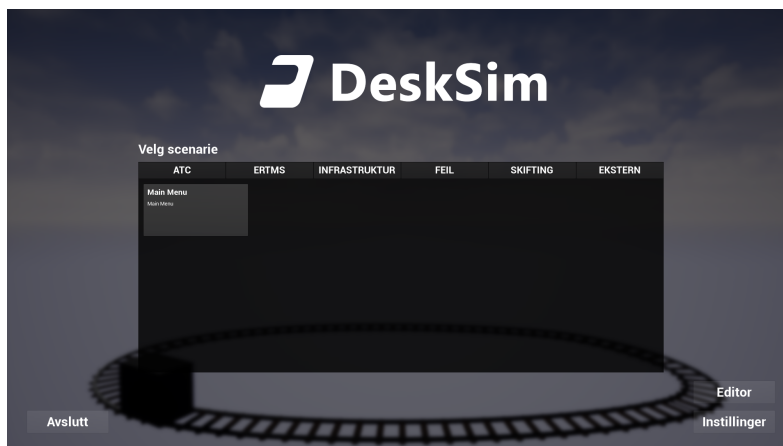 DeskSim
Velg scenarie
ATC ERTMS INFRASTRUKTUR FEIL SKIFTING EKSTERN
Main Menu
Main Menu
Editor
Avslutt
Instillinger